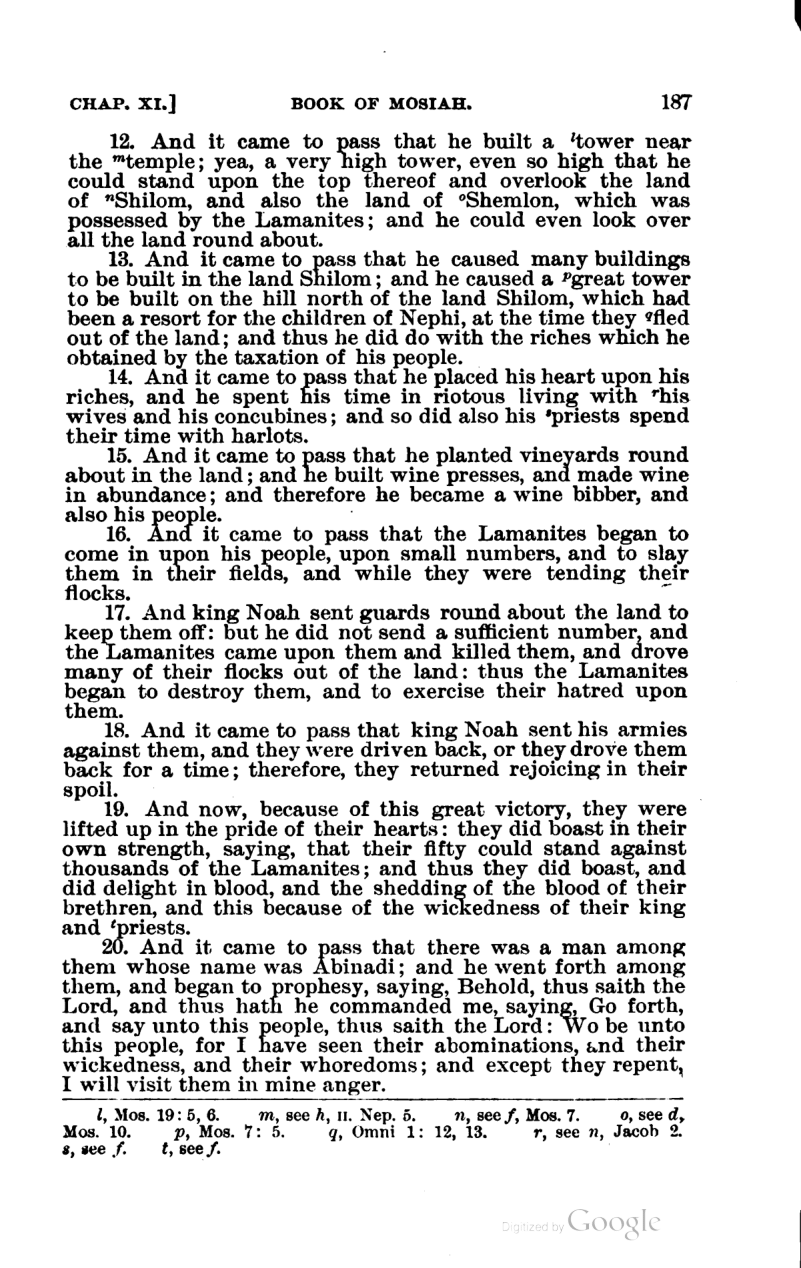 CHAP. XI.] BOOK OF MOSIAH. 187
12. And it came to pass that he built a ˡtower near
the ᵐtemple; yea, a very high tower, even so high that he
could stand upon the top thereof and overlook the land
of ⁿShilom, and also the land of ᵒShemlon, which was
possessed by the Lamanites; and he could even look over
all the land round about.
13. And it came to pass that he caused many buildings
to be built in the land Shilom; and he caused a ᵖgreat tower
to be built on the hill north of the land Shilom, which had
been a resort for the children of Nephi, at the time they qfled
out of the land; and thus he did do with the riches which he
obtained by the taxation of his people.
14. And it came to pass that he placed his heart upon his
riches, and he spent his time in riotous living with ʳhis
wives and his concubines; and so did also his ˢpriests spend
their time with harlots.
15. And it came to pass that he planted vineyards round
about in the land; and he built wine presses, and made wine
in abundance; and therefore he became a wine bibber, and
also his people.
16. And it came to pass that the Lamanites began to
come in upon his people, upon small numbers, and to slay
them in their fields, and while they were tending their
flocks.
17. And king Noah sent guards round about the land to
keep them off: but he did not send a sufficient number, and
the Lamanites came upon them and killed them, and drove
many of their flocks out of the land: thus the Lamanites
began to destroy them, and to exercise their hatred upon
them.
18. And it came to pass that king Noah sent his armies
against them, and they were driven back, or they drove them
back for a time; therefore, they returned rejoicing in their
spoil.
19. And now, because of this great victory, they were
lifted up in the pride of their hearts: they did boast in their
own strength, saying, that their fifty could stand against
thousands of the Lamanites; and thus they did boast, and
did delight in blood, and the shedding of the blood of their
brethren, and this because of the wickedness of their king
and ᵗpriests.
20. And it came to pass that there was a man among
them whose name was Abinadi; and he went forth among
them, and began to prophesy, saying, Behold, thus saith the
Lord, and thus hath he commanded me, saying, Go forth,
and say unto this people, thus saith the Lord: Wo be unto
this people, for I have seen their abominations, and their
wickedness, and their whoredoms; and except they repent,
I will visit them in mine anger.
l, Mos. 19: 5, 6. m, see h, II. Nep. 5. n, see f, Mos. 7. o, see d,
Mos. 10. p, Mos. 7: 5. q, Omni 1: 12, 13. r, see n, Jacob 2.
s, see f. t, see f.
Digitized by Google